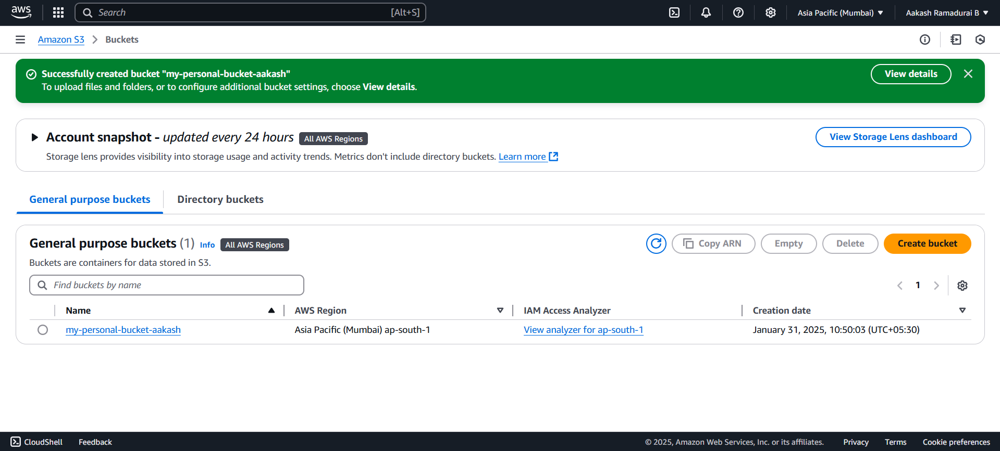 aws
Search [Alt+S]
Asia Pacific (Mumbai)
Aakash Ramadurai B
Amazon S3 Buckets
Successfully created bucket "my-personal-bucket-aakash"
To upload files and folders, or to configure additional bucket settings, choose View details.
View details
Account snapshot - updated every 24 hours All AWS Regions
View Storage Lens dashboard
Storage lens provides visibility into storage usage and activity trends. Metrics don't include directory buckets. Learn more
General purpose buckets Directory buckets
General purpose buckets (1) Info All AWS Regions
Copy ARN Empty Delete Create bucket
Buckets are containers for data stored in S3.
Find buckets by name
1
Name AWS Region IAM Access Analyzer Creation date
my-personal-bucket-aakash Asia Pacific (Mumbai) ap-south-1 View analyzer for ap-south-1 January 31, 2025, 10:50:03 (UTC+05:30)
CloudShell Feedback © 2025, Amazon Web Services, Inc. or its affiliates. Privacy Terms Cookie preferences